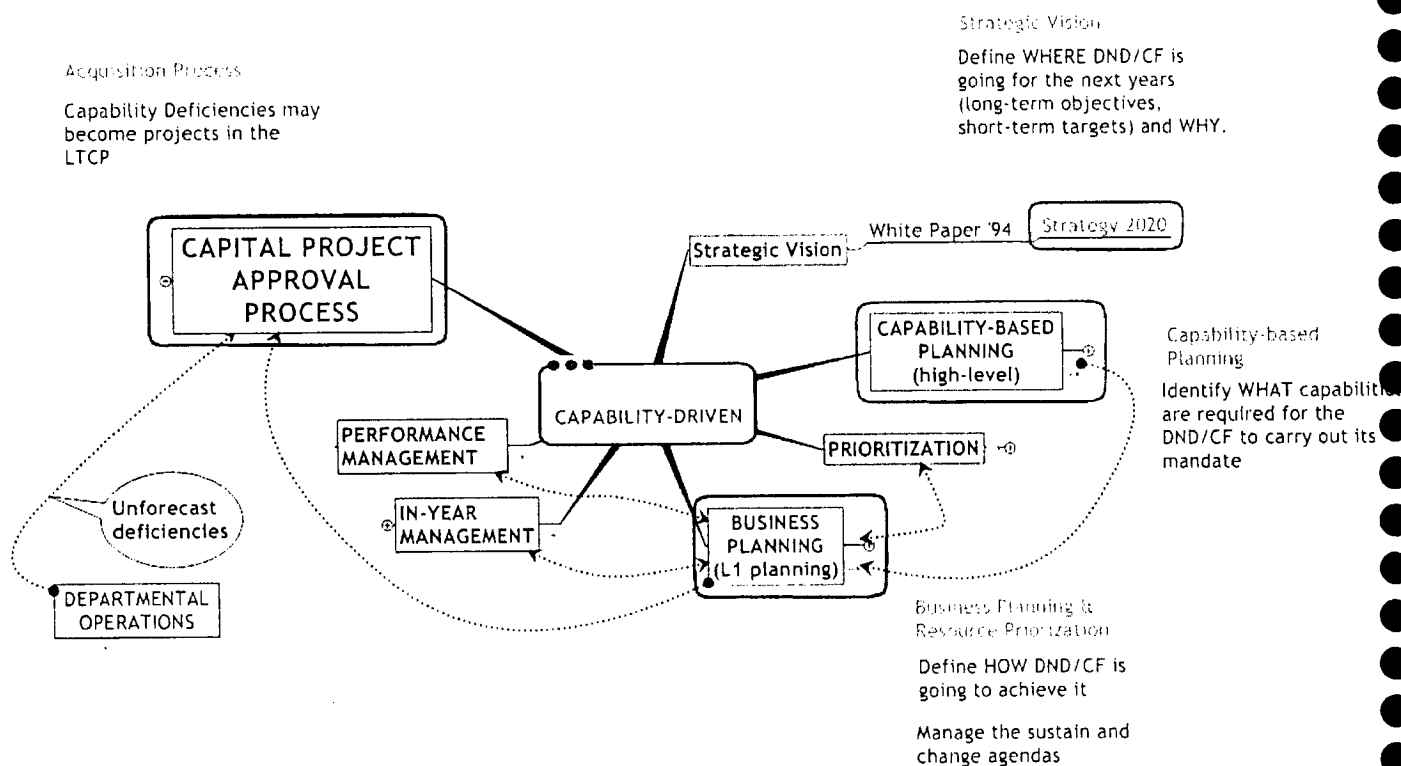 Strategic Vision
Define WHERE DND/CF is
going for the next years
(long-term objectives,
short-term targets) and WHY.
Acquisition Process
Capability Deficiencies may
become projects in the
LTCP
CAPITAL PROJECT
APPROVAL
PROCESS
Strategic Vision
White Paper '94
Strategy 2020
CAPABILITY-BASED
PLANNING
(high-level)
Capability-based
Planning
Identify WHAT
are required for the
DND/CF to carry out its
mandate
CAPABILITY-DRIVEN
PERFORMANCE
MANAGEMENT
PRIORITIZATION
IN-YEAR
MANAGEMENT
BUSINESS
PLANNING
(L1 planning)
Unforecast
deficiencies
DEPARTMENTAL
OPERATIONS
Business Planning &
Resource Priorization
Define HOW DND/CF is
going to achieve it
Manage the sustain and
change agendas